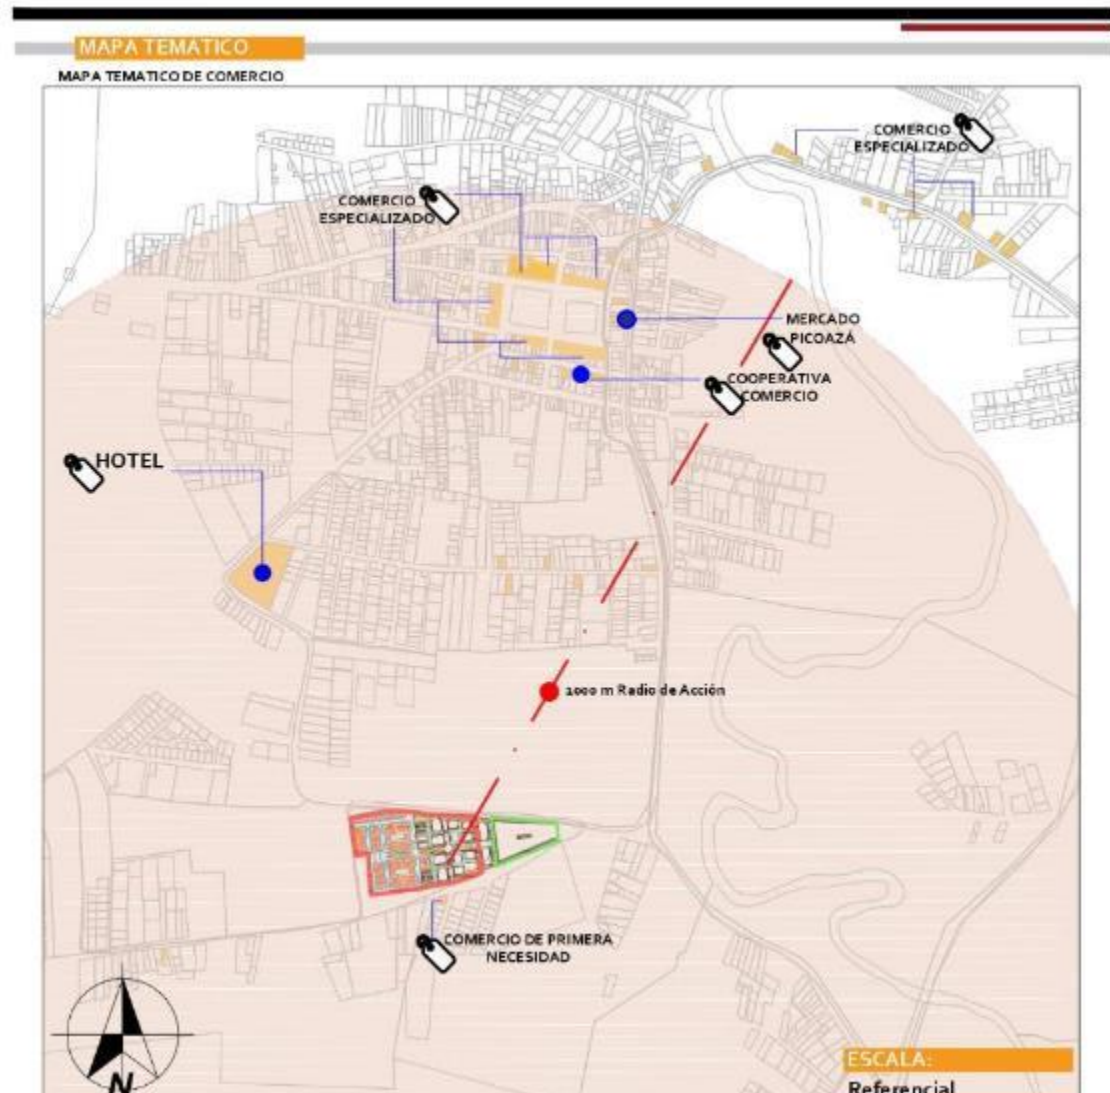 MAPA TEMATICO
MAPA TEMATICO DE COMERCIO
COMERCIO
ESPECIALIZADO
COMERCIO
ESPECIALIZADO
MERCADO
PICOAZÁ
COOPERATIVA
COMERCIO
HOTEL
1000 m Radio de Acción
COMERCIO DE PRIMERA
NECESIDAD
N
ESCALA:
Referencial